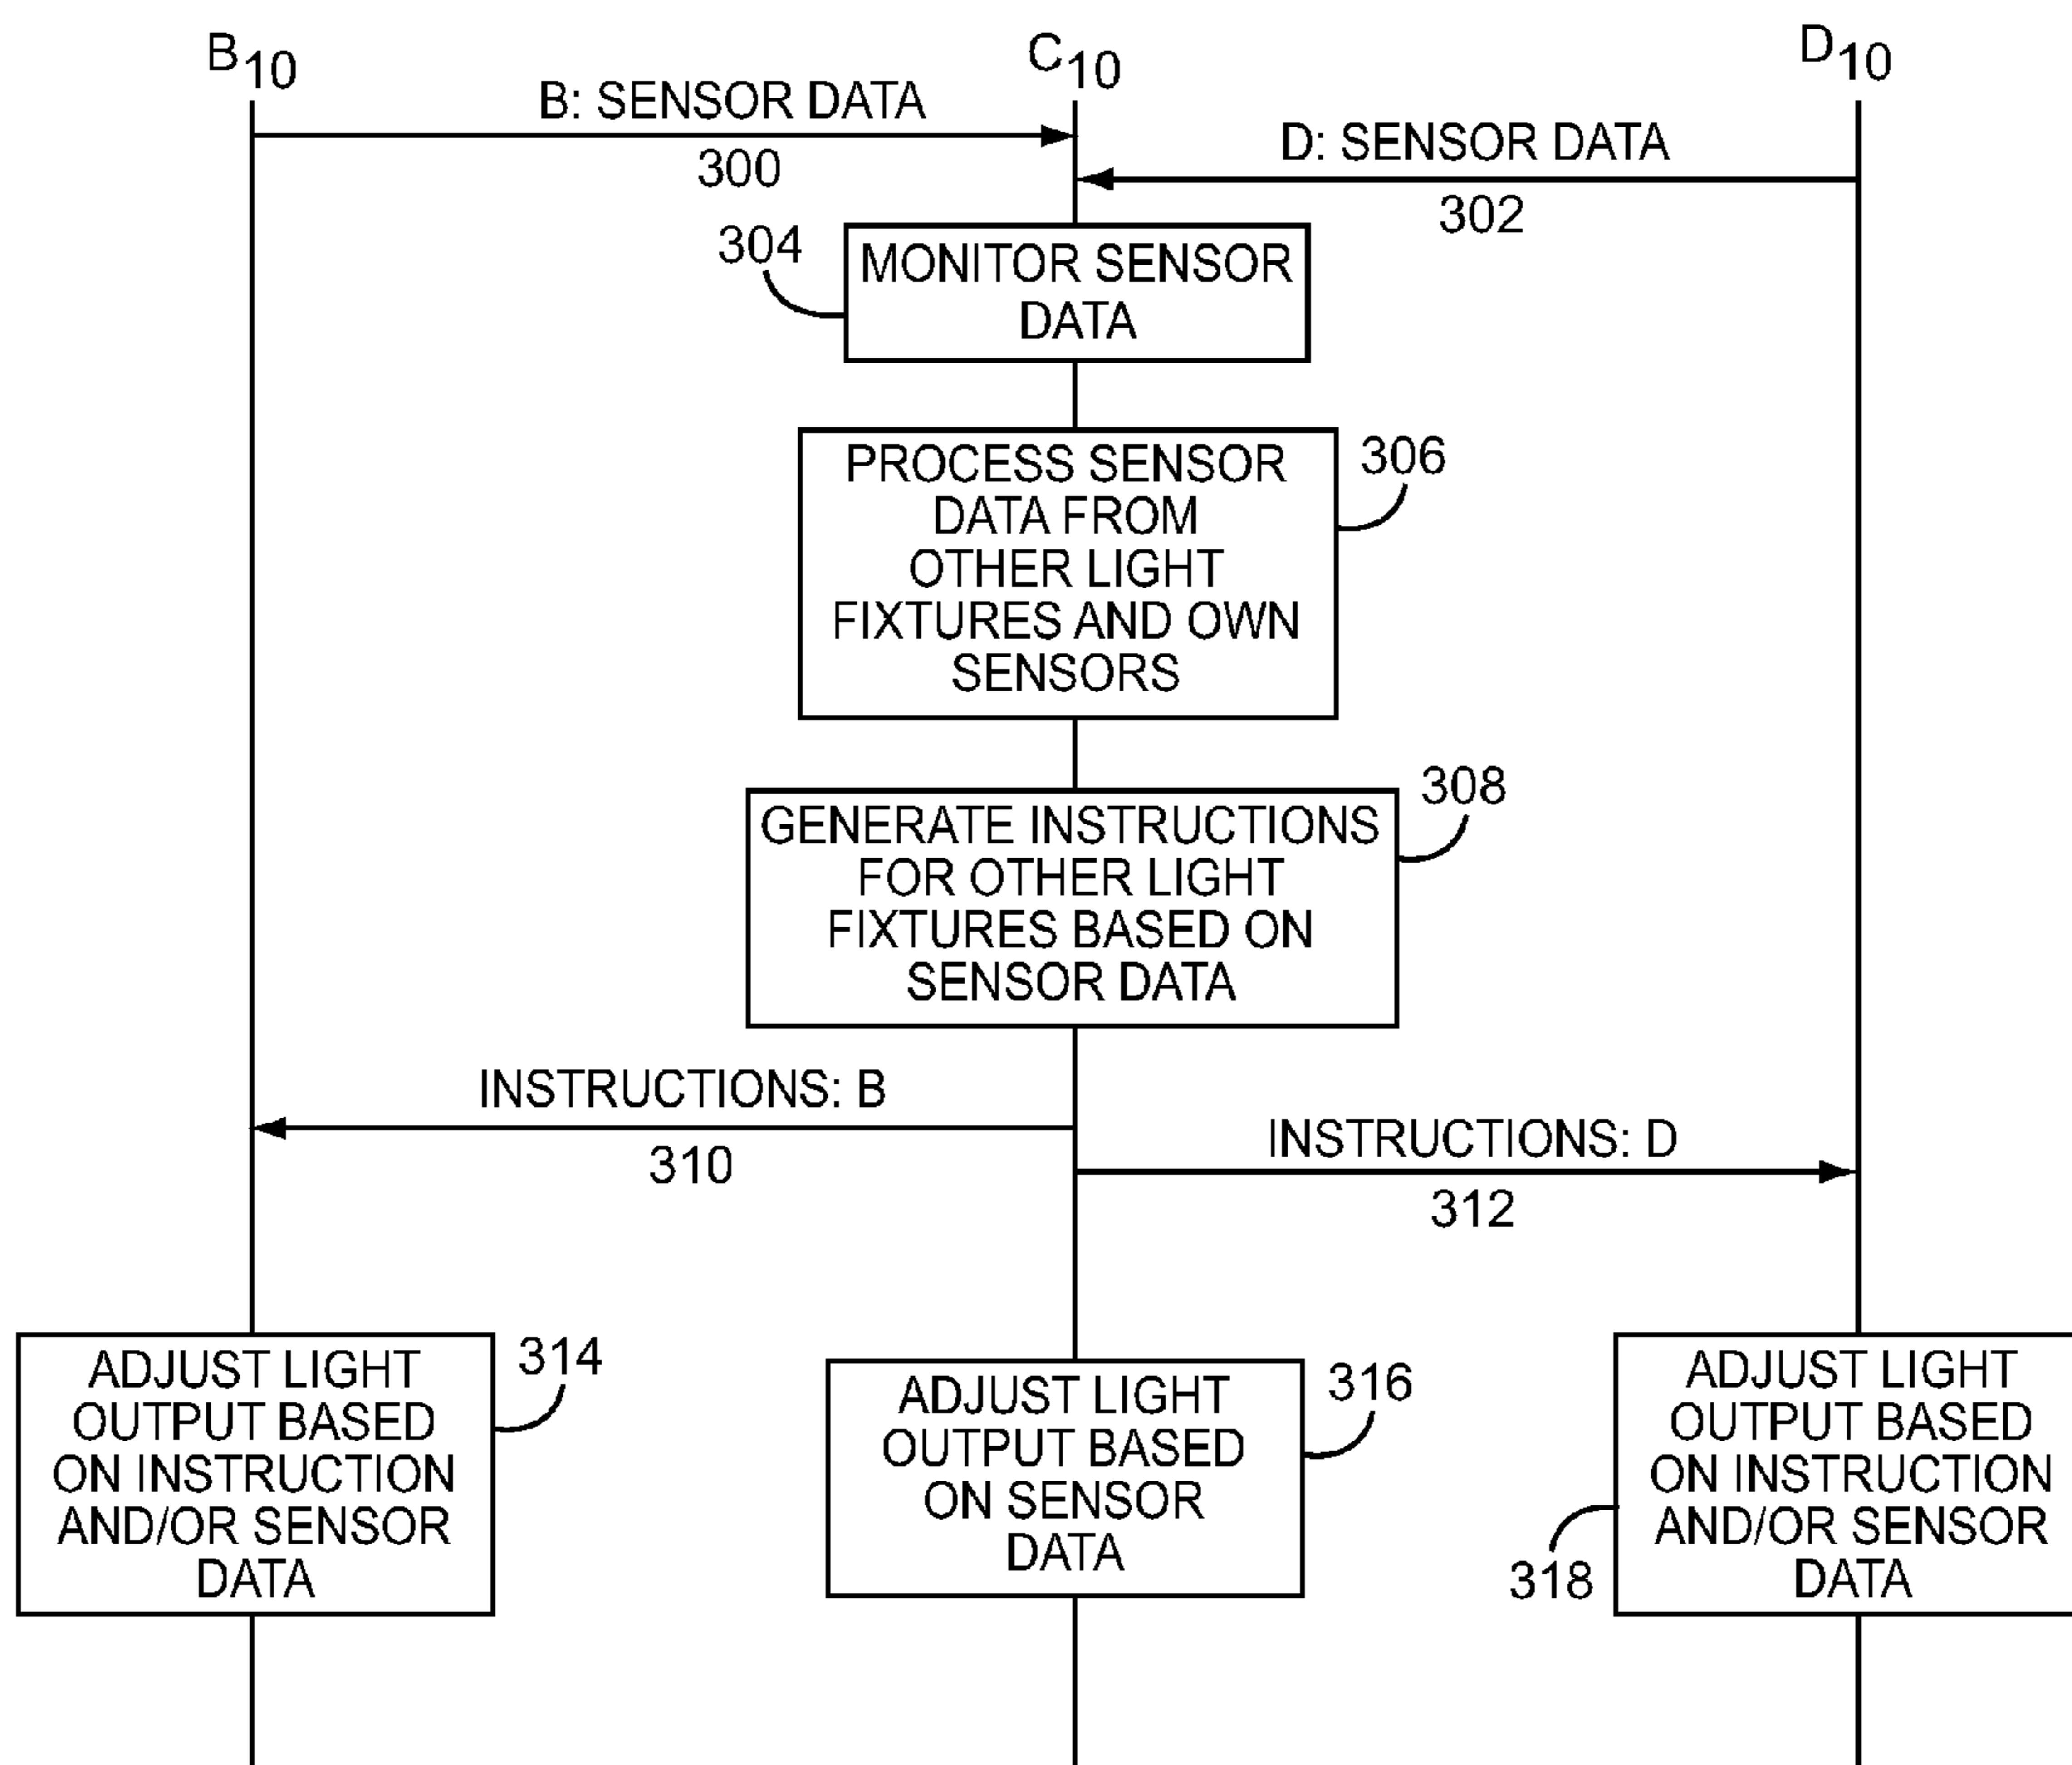 B10
C10
D10
B: SENSOR DATA
300
D: SENSOR DATA
302
304
MONITOR SENSOR
DATA
PROCESS SENSOR
DATA FROM
OTHER LIGHT
FIXTURES AND OWN
SENSORS
306
GENERATE INSTRUCTIONS
FOR OTHER LIGHT
FIXTURES BASED ON
SENSOR DATA
308
INSTRUCTIONS: B
310
INSTRUCTIONS: D
312
ADJUST LIGHT
OUTPUT BASED
ON INSTRUCTION
AND/OR SENSOR
DATA
314
ADJUST LIGHT
OUTPUT BASED
ON SENSOR
DATA
316
ADJUST LIGHT
OUTPUT BASED
ON INSTRUCTION
AND/OR SENSOR
DATA
318